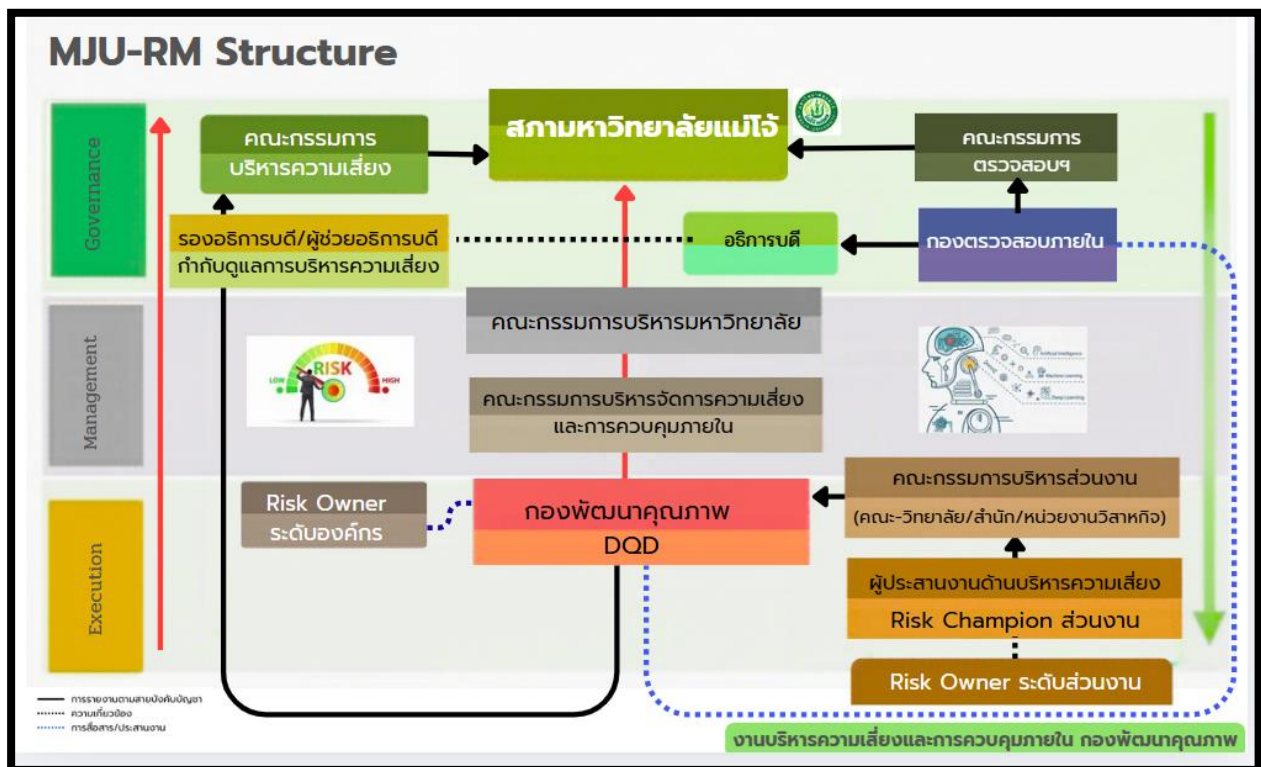 MJU-RM Structure
Governance
คณะกรรมการ
บริหารความเสี่ยง
สภามหาวิทยาลัยแม่โจ้
คณะกรรมการ
ตรวจสอบฯ
รองอธิการบดี/ผู้ช่วยอธิการบดี
กำกับดูแลการบริหารความเสี่ยง
อธิการบดี
กองตรวจสอบภายใน
Management
คณะกรรมการบริหารมหาวิทยาลัย
RISK
LOW
HIGH
คณะกรรมการบริหารจัดการความเสี่ยง
และการควบคุมภายใน
Artificial Intelligence
Machine Learning
Deep Learning
Execution
Risk Owner
ระดับองค์กร
กองพัฒนาคุณภาพ
DQD
คณะกรรมการบริหารส่วนงาน
(คณะ-วิทยาลัย/สำนัก/หน่วยงานวิสาหกิจ)
ผู้ประสานงานด้านบริหารความเสี่ยง
Risk Champion ส่วนงาน
Risk Owner ระดับส่วนงาน
การรายงานตามสายบังคับบัญชา
ความเกี่ยวข้อง
การสื่อสาร/ประสานงาน
งานบริหารความเสี่ยงและการควบคุมภายใน กองพัฒนาคุณภาพ